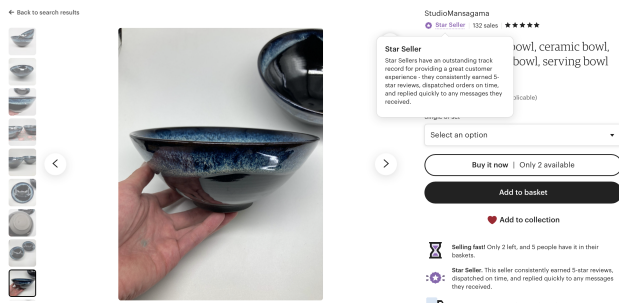 ← Back to search results
StudioMansagama
Star Seller | 132 sales | ★★★★★
Star Seller
Star Sellers have an outstanding track
record for providing a great customer
experience - they consistently earned 5-
star reviews, dispatched orders on time,
and replied quickly to any messages they
received.
bowl, ceramic bowl,
bowl, serving bowl
plicable)
Select an option
Buy it now | Only 2 available
Add to basket
Add to collection
Selling fast! Only 2 left, and 5 people have it in their
baskets.
Star Seller. This seller consistently earned 5-star reviews,
dispatched on time, and replied quickly to any messages
they received.